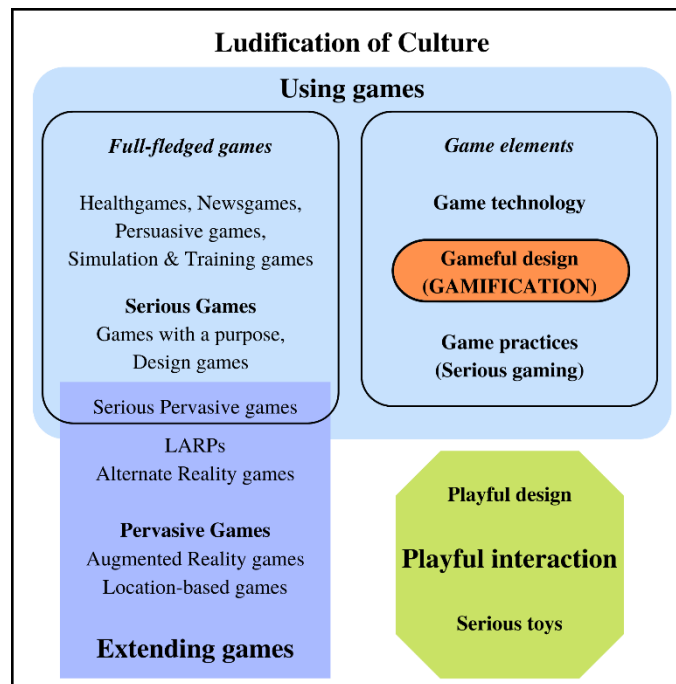 Ludification of Culture
Using games
Full-fledged games
Healthgames, Newsgames,
Persuasive games,
Simulation & Training games
Serious Games
Games with a purpose,
Design games
Serious Pervasive games
LARPs
Alternate Reality games
Pervasive Games
Augmented Reality games
Location-based games
Extending games
Game elements
Game technology
Gameful design
(GAMIFICATION)
Game practices
(Serious gaming)
Playful design
Playful interaction
Serious toys